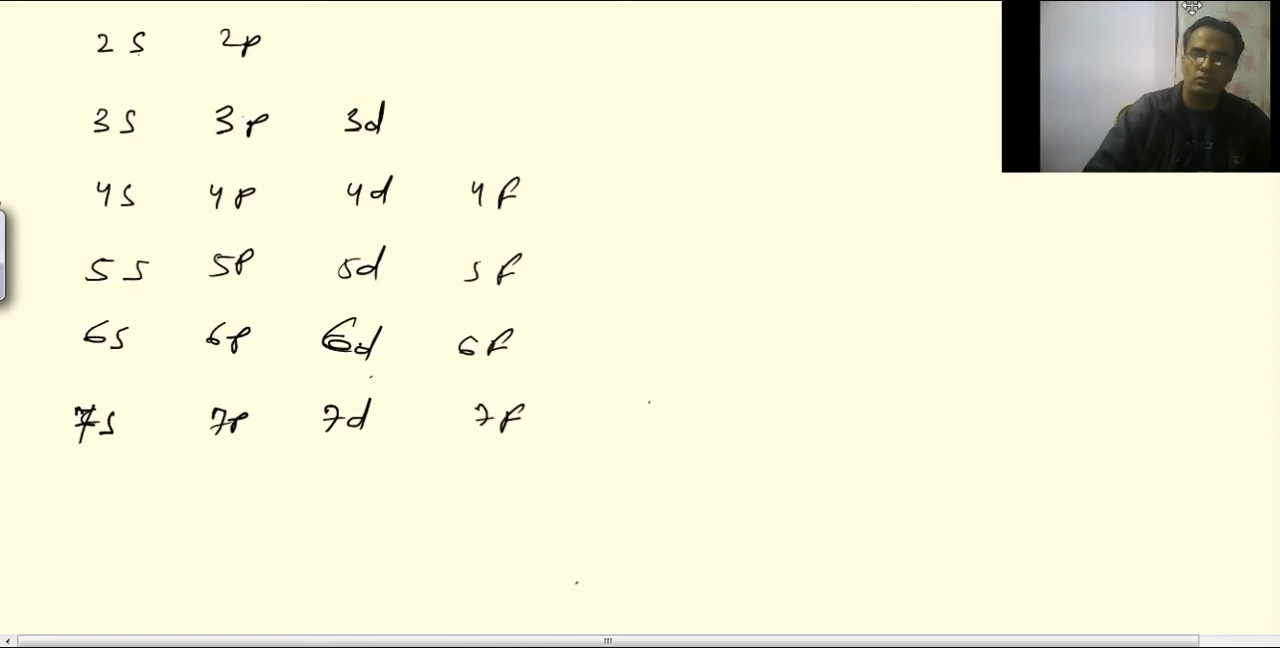 2s 2p
3s 3p 3d
4s 4p 4d 4f
5s 5p 5d 5f
6s 6p 6d 6f
7s 7p 7d 7f